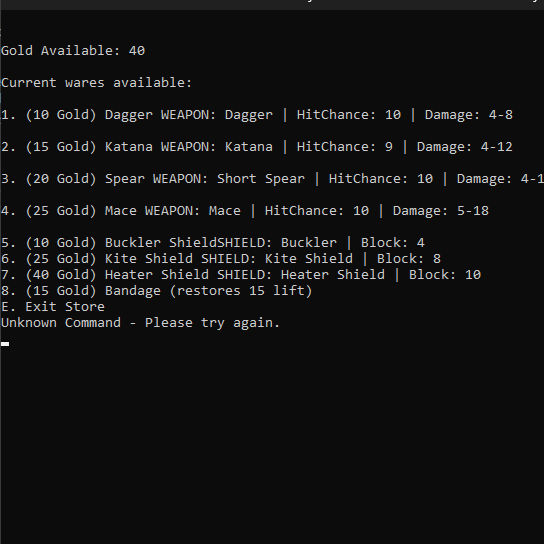 Gold Available: 40
Current wares available:
1. (10 Gold) Dagger WEAPON: Dagger | HitChance: 10 | Damage: 4-8
2. (15 Gold) Katana WEAPON: Katana | HitChance: 9 | Damage: 4-12
3. (20 Gold) Spear WEAPON: Short Spear | HitChance: 10 | Damage: 4-1
4. (25 Gold) Mace WEAPON: Mace | HitChance: 10 | Damage: 5-18
5. (10 Gold) Buckler ShieldSHIELD: Buckler | Block: 4
6. (25 Gold) Kite Shield SHIELD: Kite Shield | Block: 8
7. (40 Gold) Heater Shield SHIELD: Heater Shield | Block: 10
8. (15 Gold) Bandage (restores 15 lift)
E. Exit Store
Unknown Command - Please try again.